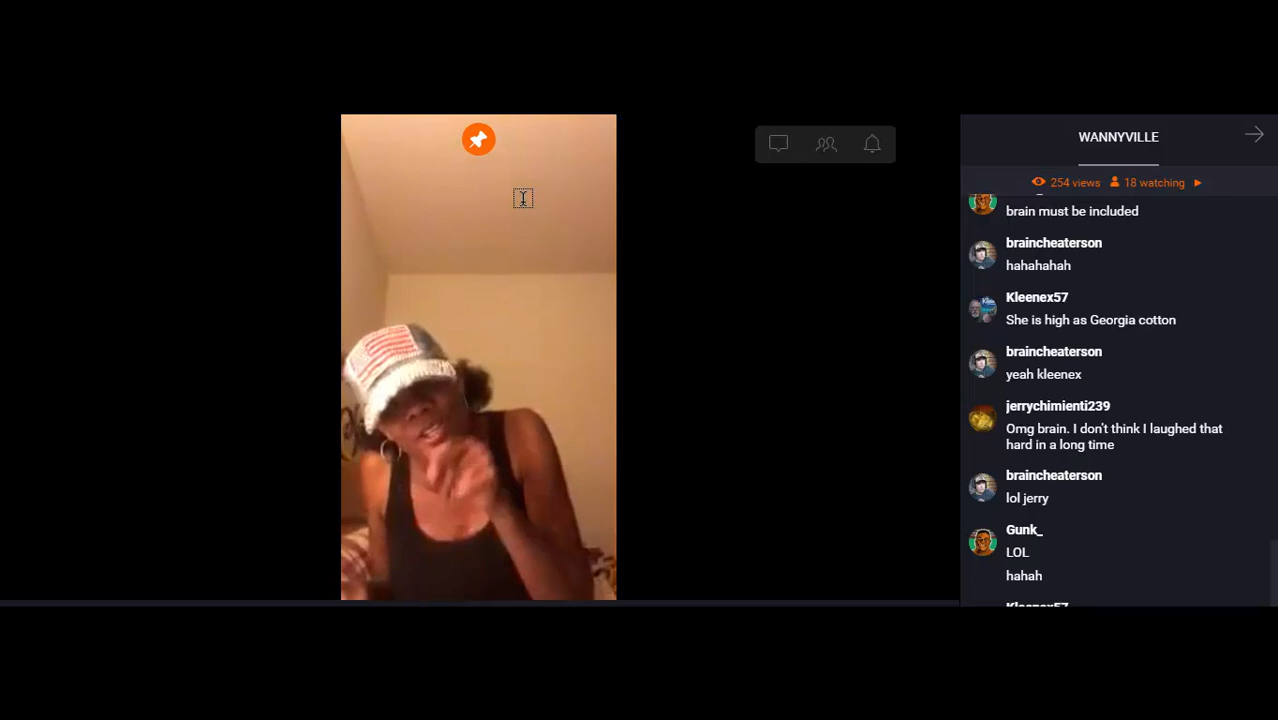 WANNYVILLE
254 views 18 watching
brain must be included
braincheaterson
hahahahah
Kleenex57
She is high as Georgia cotton
braincheaterson
yeah kleenex
jerrychimienti239
Omg brain. I don't think I laughed that
hard in a long time
braincheaterson
lol jerry
Gunk_
LOL
hahah
Kleenex57